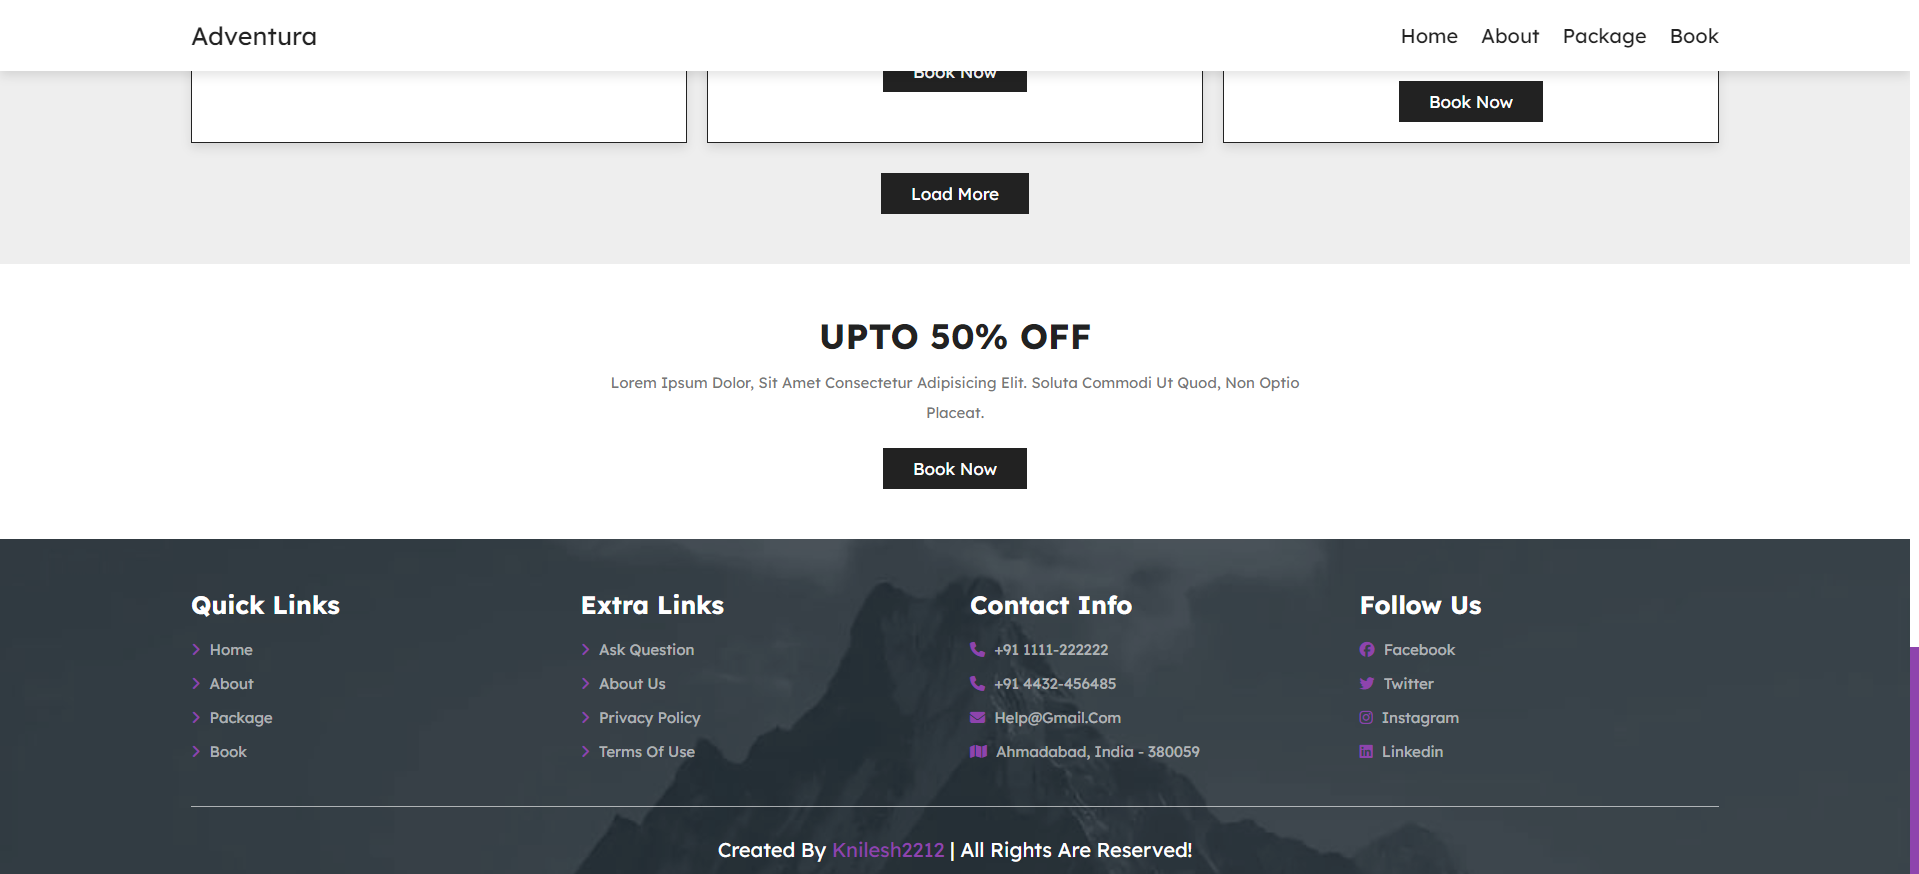 Adventura
Home About Package Book
Book Now
Book Now
Load More
UPTO 50% OFF
Lorem Ipsum Dolor, Sit Amet Consectetur Adipisicing Elit. Soluta Commodi Ut Quod, Non Optio
Placeat.
Book Now
Quick Links
Home
About
Package
Book
Extra Links
Ask Question
About Us
Privacy Policy
Terms Of Use
Contact Info
+91 1111-222222
+91 4432-456485
Help@Gmail.Com
Ahmadabad, India - 380059
Follow Us
Facebook
Twitter
Instagram
Linkedin
Created By Knilesh2212 | All Rights Are Reserved!